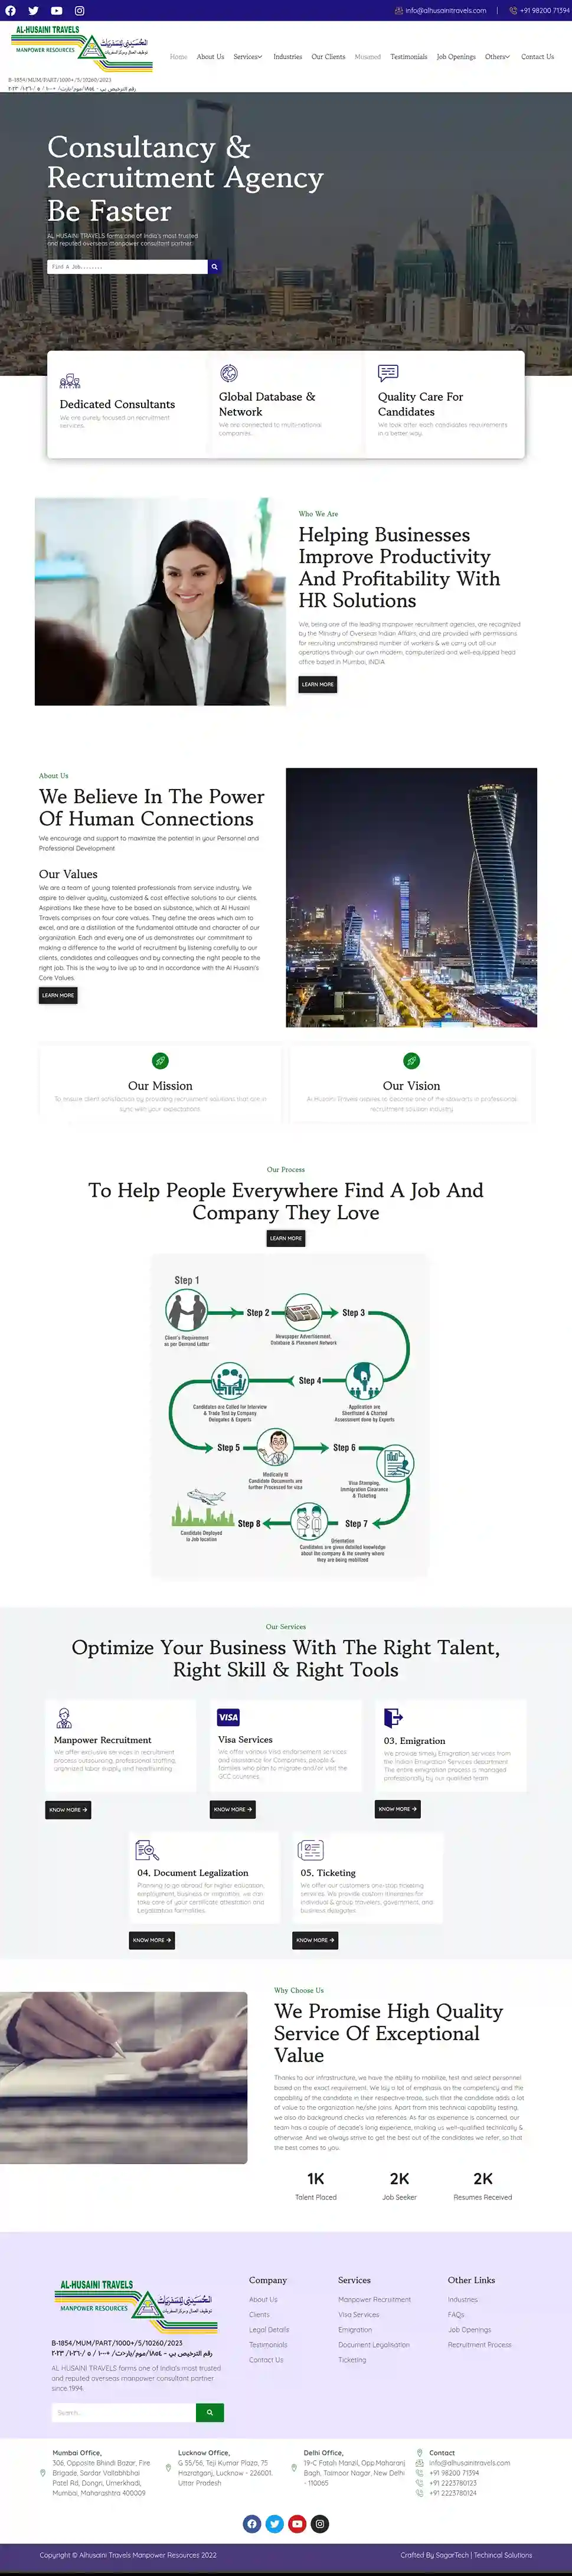 info@alhusainitravels.com | +91 98200 71394
AL-HUSAINI TRAVELS
MANPOWER RESOURCES
B-1854/MUM/PART/1000+/5/10260/2023
Home About Us Services Industries Our Clients Mosamed Testimonials Job Openings Others Contact Us
Consultancy &
Recruitment Agency
Be Faster
AL HUSAINI TRAVELS forms one of India's most trusted
and reputed overseas manpower consultant partner.
Find A Job........
Dedicated Consultants
We are purely focused on recruitment
services.
Global Database &
Network
We are connected to multi-national
companies.
Quality Care For
Candidates
We look after each candidates requirements
in a better way.
Who We Are
Helping Businesses
Improve Productivity
And Profitability With
HR Solutions
We, being one of the leading manpower recruitment agencies, are recognized
by the Ministry of Overseas Indian Affairs, and are provided with permissions
for recruiting unconstrained number of workers & we carry out all our
operations through our own modern, computerized and well-equipped head
office based in Mumbai, INDIA.
LEARN MORE
About Us
We Believe In The Power
Of Human Connections
We encourage and support to maximize the potential in your Personnel and
Professional Development
Our Values
We are a team of young talented professionals from service industry. We
aspire to deliver quality, customized & cost effective solutions to our clients.
Aspirations like these have to be based on substance, which at Al Husaini
Travels comprises on four core values. They define the areas which aim to
excel, and are a distillation of the fundamental attitude and character of our
organization. Each and every one of us demonstrates our commitment to
making a difference to the world of recruitment by listening carefully to our
clients, candidates and colleagues and by connecting the right people to the
right job. This is the way to live up to and in accordance with the Al Husaini's
Core Values.
LEARN MORE
Our Mission
To ensure client satisfaction by providing recruitment solutions that are in
sync with your expectations.
Our Vision
Al Husaini Travels aspires to become one of the stalwarts in professional
recruitment solution industry
Our Process
To Help People Everywhere Find A Job And
Company They Love
LEARN MORE
Step 1
Client's Requirement
as per Demand Letter
Step 2
Newspaper Advertisement,
Database & Placement Network
Step 3
Application are
Shortlisted & Charted
Assessment done by Experts
Step 4
Candidates are Called for Interview
& Trade Test by Company
Delegates & Experts
Step 5
Medically fit
Candidate Documents are
further Processed for visa
Step 6
Visa Stamping,
Immigration Clearance
& Ticketing
Step 7
Orientation
Candidates are given detailed knowledge
about the company & the country where
they are being mobilized
Step 8
Candidate Deployed
in Job location
Our Services
Optimize Your Business With The Right Talent,
Right Skill & Right Tools
Manpower Recruitment
We offer exclusive services in recruitment
process outsourcing, professional staffing,
organized labor supply and headhunting.
KNOW MORE
VISA
Visa Services
We offer various Visa endorsement services
and assistance for Companies, people &
families who plan to migrate and/or visit the
GCC countries.
KNOW MORE
03. Emigration
We provide timely Emigration services from
the Indian Emigration Services department.
The entire emigration process is managed
professionally by our qualified team.
KNOW MORE
04. Document Legalization
Planning to go abroad for higher education,
employment, business or migration, we can
take care of your certificate attestation and
Legalization formalities.
KNOW MORE
05. Ticketing
We offer our customers one-stop ticketing
services. We provide custom itineraries for
individual & group travelers, government, and
business delegates.
KNOW MORE
Why Choose Us
We Promise High Quality
Service Of Exceptional
Value
Thanks to our infrastructure, we have the ability to mobilize, test and select personnel
based on the exact requirement. We lay a lot of emphasis on the competency and the
capability of the candidates in their respective trade, such that the candidate adds a lot
of value to the organization he/she joins. Apart from this technical capability testing,
we also do background checks via references. As far as experience is concerned, our
team has a couple of decade's long experience, making us well-qualified technically &
otherwise. And we always strive to get the best out of the candidates we refer, so that
the best comes to you.
1K
Talent Placed
2K
Job Seeker
2K
Resumes Received
AL-HUSAINI TRAVELS
MANPOWER RESOURCES
B-1854/MUM/PART/1000+/5/10260/2023
AL HUSAINI TRAVELS forms one of India's most trusted
and reputed overseas manpower consultant partner
since 1994.
Search...
Company
About Us
Clients
Legal Details
Testimonials
Contact Us
Services
Manpower Recruitment
Visa Services
Emigration
Document Legalisation
Ticketing
Other Links
Industries
FAQs
Job Openings
Recruitment Process
Mumbai Office,
306, Opposite Bhindi Bazar, Fire
Brigade, Sardar Vallabhbhai
Patel Rd, Dongri, Umerkhadi,
Mumbai, Maharashtra 400009
Lucknow Office,
G 55/56, Teji Kumar Plaza, 75
Hazratganj, Lucknow - 226001.
Uttar Pradesh
Delhi Office,
19-C Fatah Manzil, Opp.Maharanj
Bagh, Taimoor Nagar, New Delhi
- 110065
Contact
info@alhusainitravels.com
+91 98200 71394
+91 2223780123
+91 2223780124
Copyright © Alhusaini Travels Manpower Resources 2022
Crafted By SagarTech | Techincal Solutions